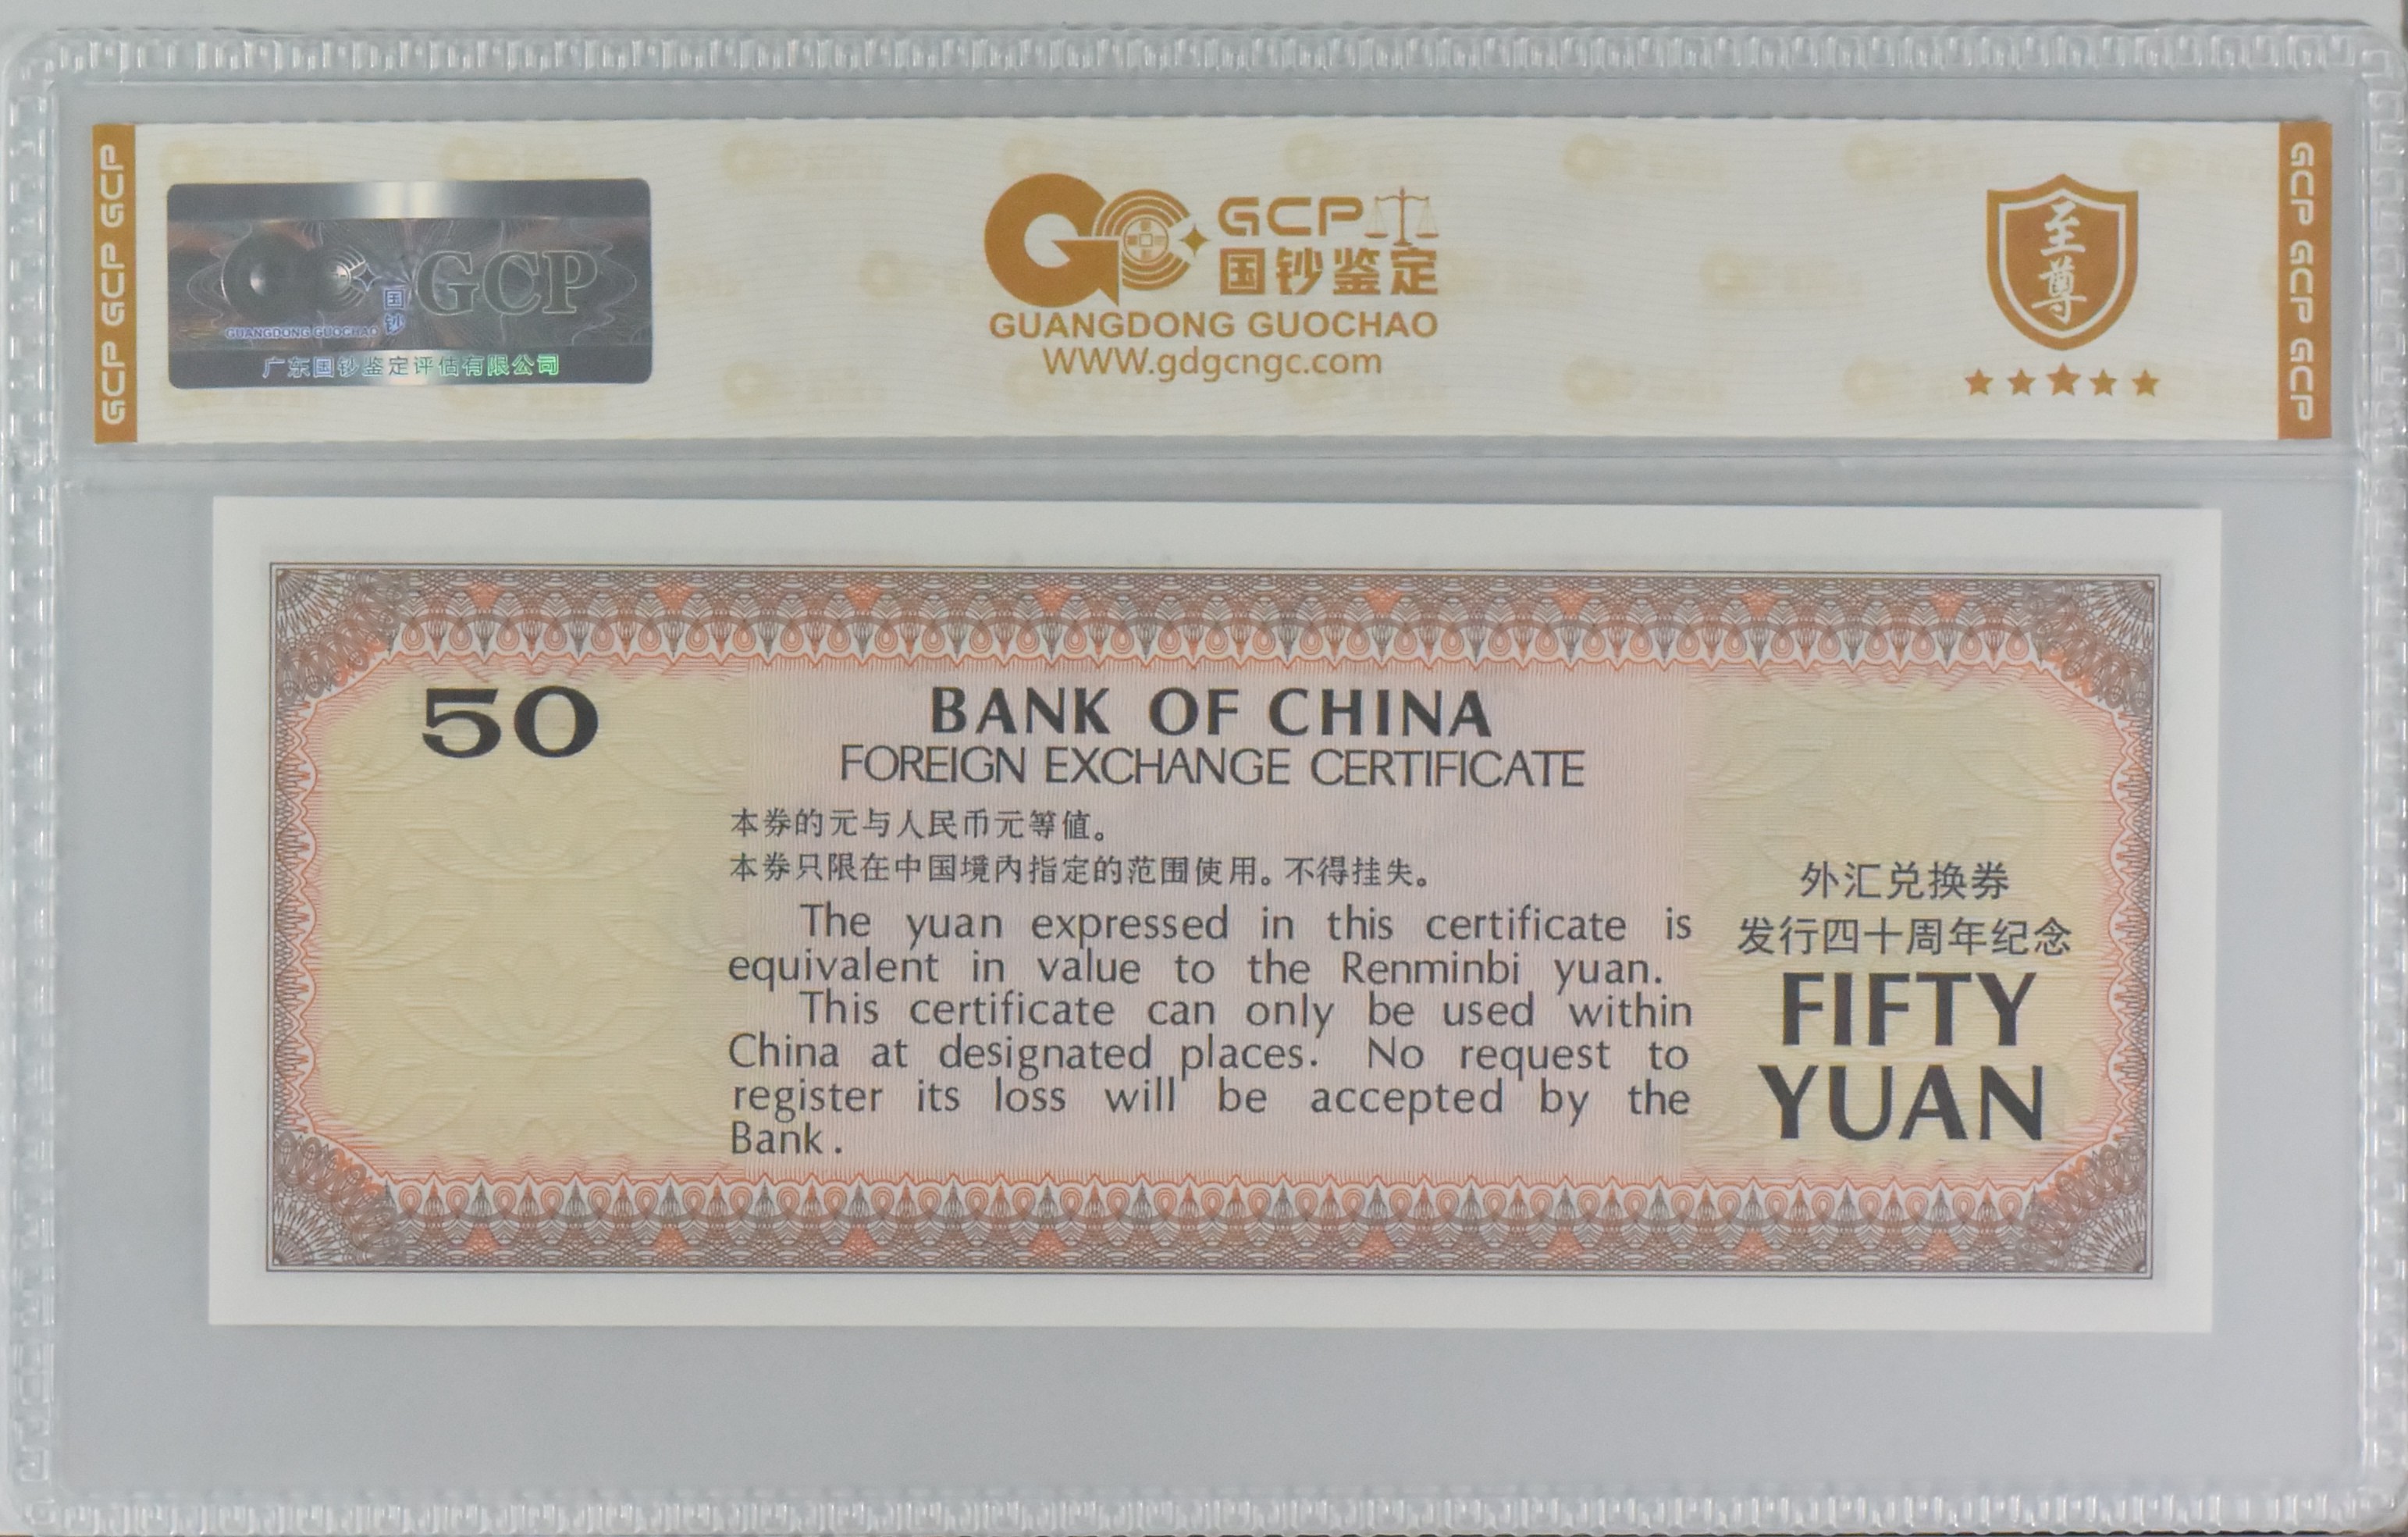 GCP GCP GCP
GCP
国钞
GUANGDONG GUOCHAO
广东国钞鉴定评估有限公司
GCP
国钞鉴定
GUANGDONG GUOCHAO
WWW.gdgcngc.com
至尊
GCP GCP GCP
50
BANK OF CHINA
FOREIGN EXCHANGE CERTIFICATE
本券的元与人民币元等值。
本券只限在中国境内指定的范围使用。不得挂失。
The yuan expressed in this certificate is
equivalent in value to the Renminbi yuan.
This certificate can only be used within
China at designated places. No request to
register its loss will be accepted by the
Bank.
外汇兑换券
发行四十周年纪念
FIFTY
YUAN